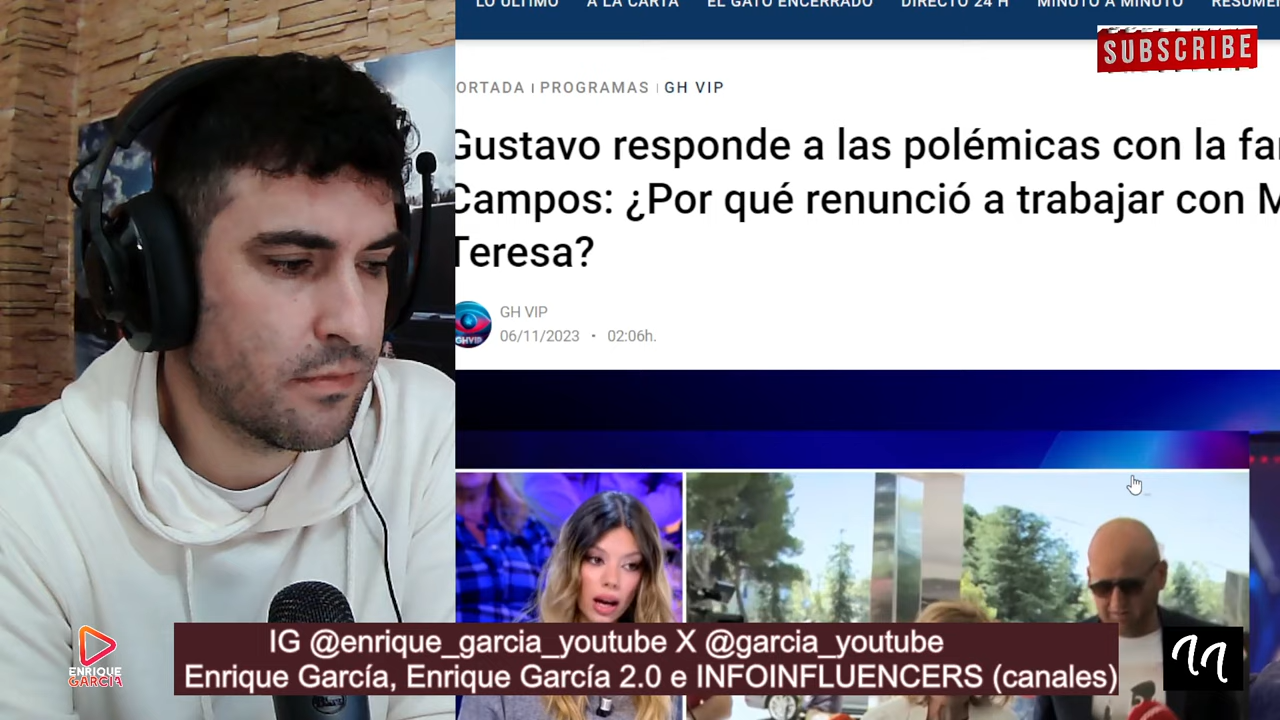 LO ÚLTIMO A LA CARTA EL GATO ENCERRADO DIRECTO 24 H MINUTO A MINUTO
SUBSCRIBE
ORTADA | PROGRAMAS | GH VIP
Gustavo responde a las polémicas con la fa
Campos: ¿Por qué renunció a trabajar con M
Teresa?
GH VIP
06/11/2023 • 02:06h.
GHVIP
IG @enrique_garcia_youtube X @garcia_youtube
Enrique García, Enrique García 2.0 e INFOINFLUENCERS (canales)
ENRIQUE
GARCÍA